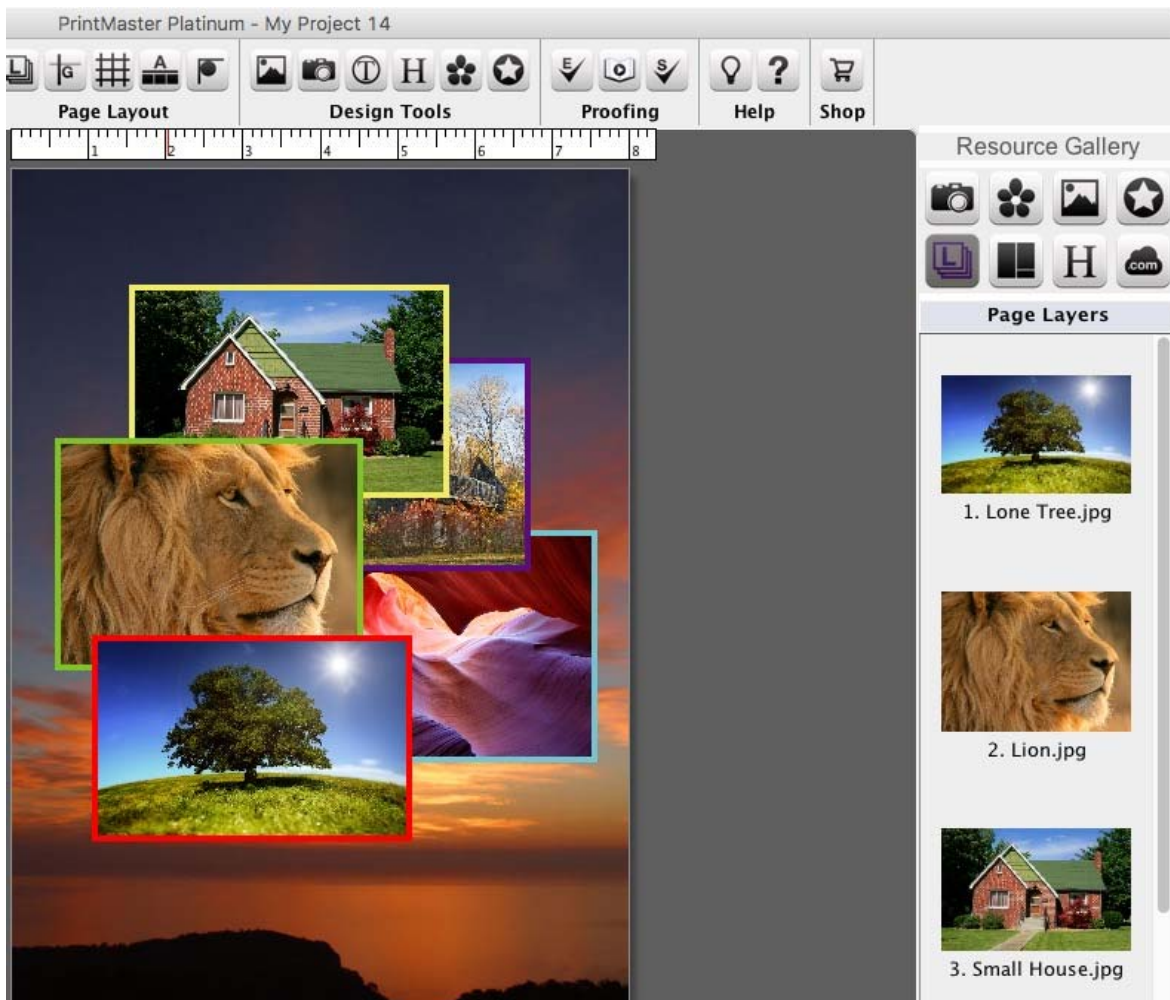 PrintMaster Platinum - My Project 14
L G A T H E S ?
Page Layout Design Tools Proofing Help Shop
1 2 3 4 5 6 7 8
Resource Gallery
L H .com
Page Layers
1. Lone Tree.jpg
2. Lion.jpg
3. Small House.jpg